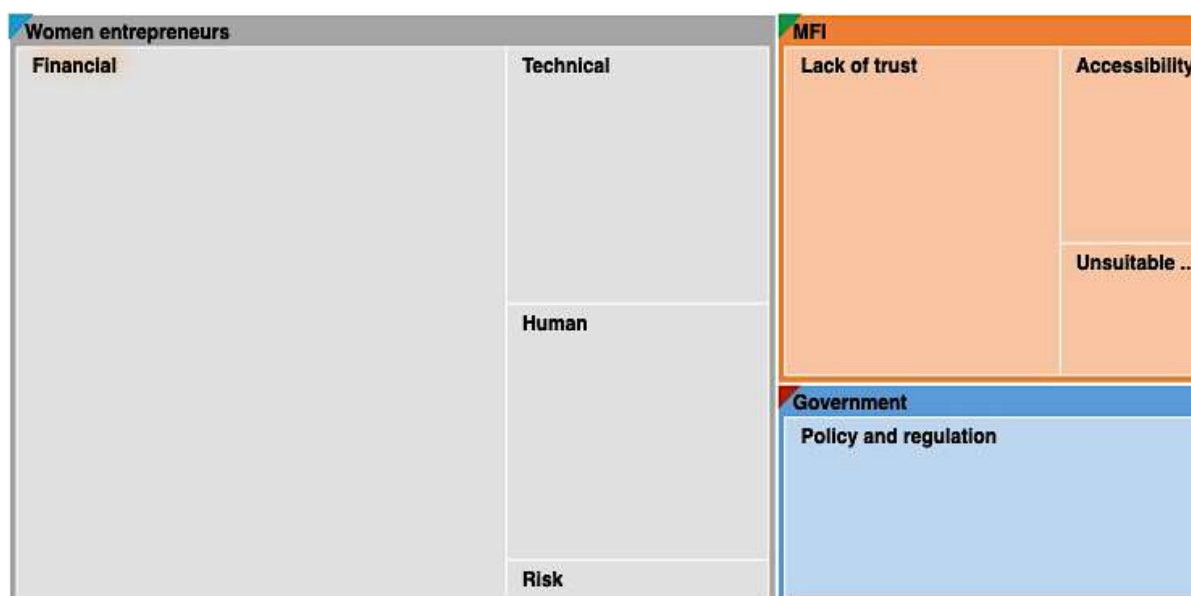 Women entrepreneurs
Financial
Technical
Human
Risk
MFI
Lack of trust
Accessibility
Unsuitable ..
Government
Policy and regulation